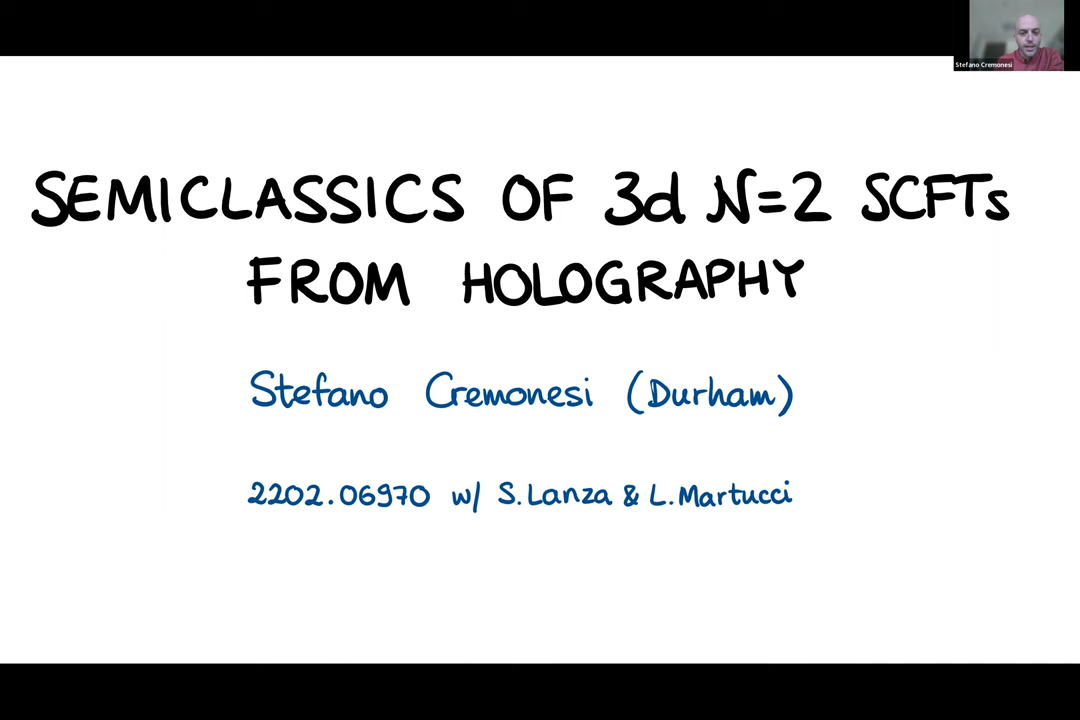 Stefano Cremonesi
SEMICLASSICS OF 3d N=2 SCFTs
FROM HOLOGRAPHY
Stefano Cremonesi (Durham)
2202.06970 w/ S. Lanza & L. Martucci